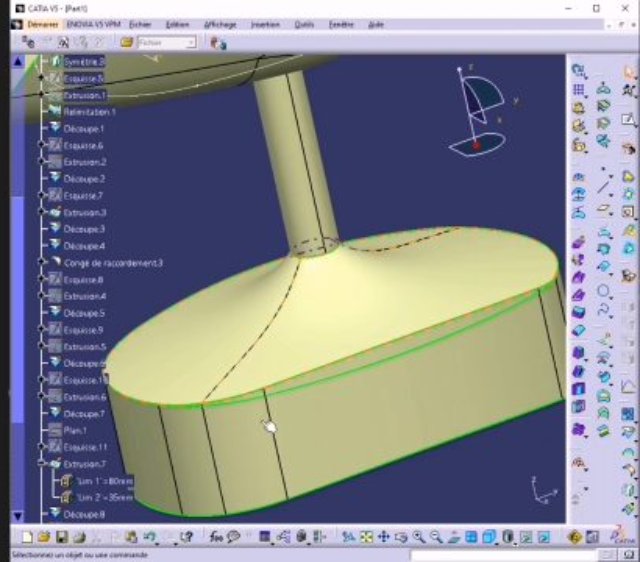 CATIA V5 - [Part1]
Démarrer ENOVIA V5 VPM Fichier Edition Affichage Insertion Outils Fenêtre Aide
Fichier
Symétrie.3
Esquisse.5
Extrusion.1
Relimitation.1
Découpe.1
Esquisse.6
Extrusion.2
Découpe.2
Esquisse.7
Extrusion.3
Découpe.3
Découpe.4
Congé de raccordement.3
Esquisse.8
Extrusion.4
Découpe.5
Esquisse.9
Extrusion.5
Extrusion.6
Découpe.7
Plan.1
Esquisse.11
Extrusion.7
'Lim 1'=80mm
'Lim 2'=35mm
Découpe.8
z
y
x
Sélectionnez un objet ou une commande
CATIA